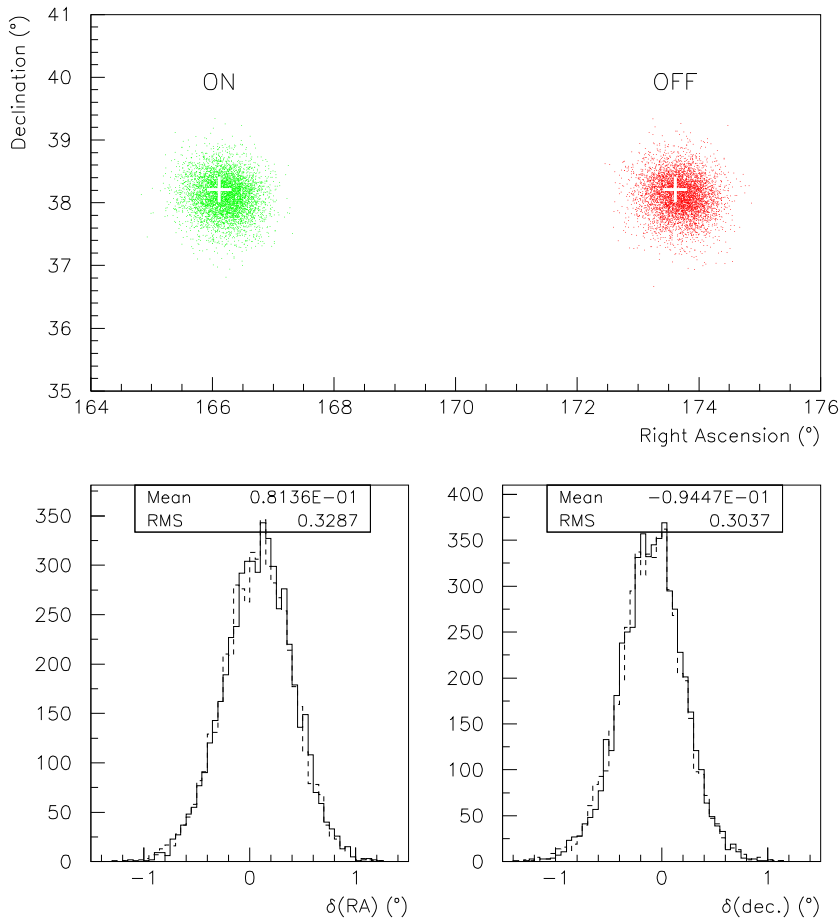 Declination (°)
41
40
39
38
37
36
35
ON OFF
164 166 168 170 172 174 176
Right Ascension (°)
Mean 0.8136E-01
RMS 0.3287
350
300
250
200
150
100
50
0
-1 0 1
δ(RA) (°)
Mean -0.9447E-01
RMS 0.3037
400
350
300
250
200
150
100
50
0
-1 0 1
δ(dec.) (°)